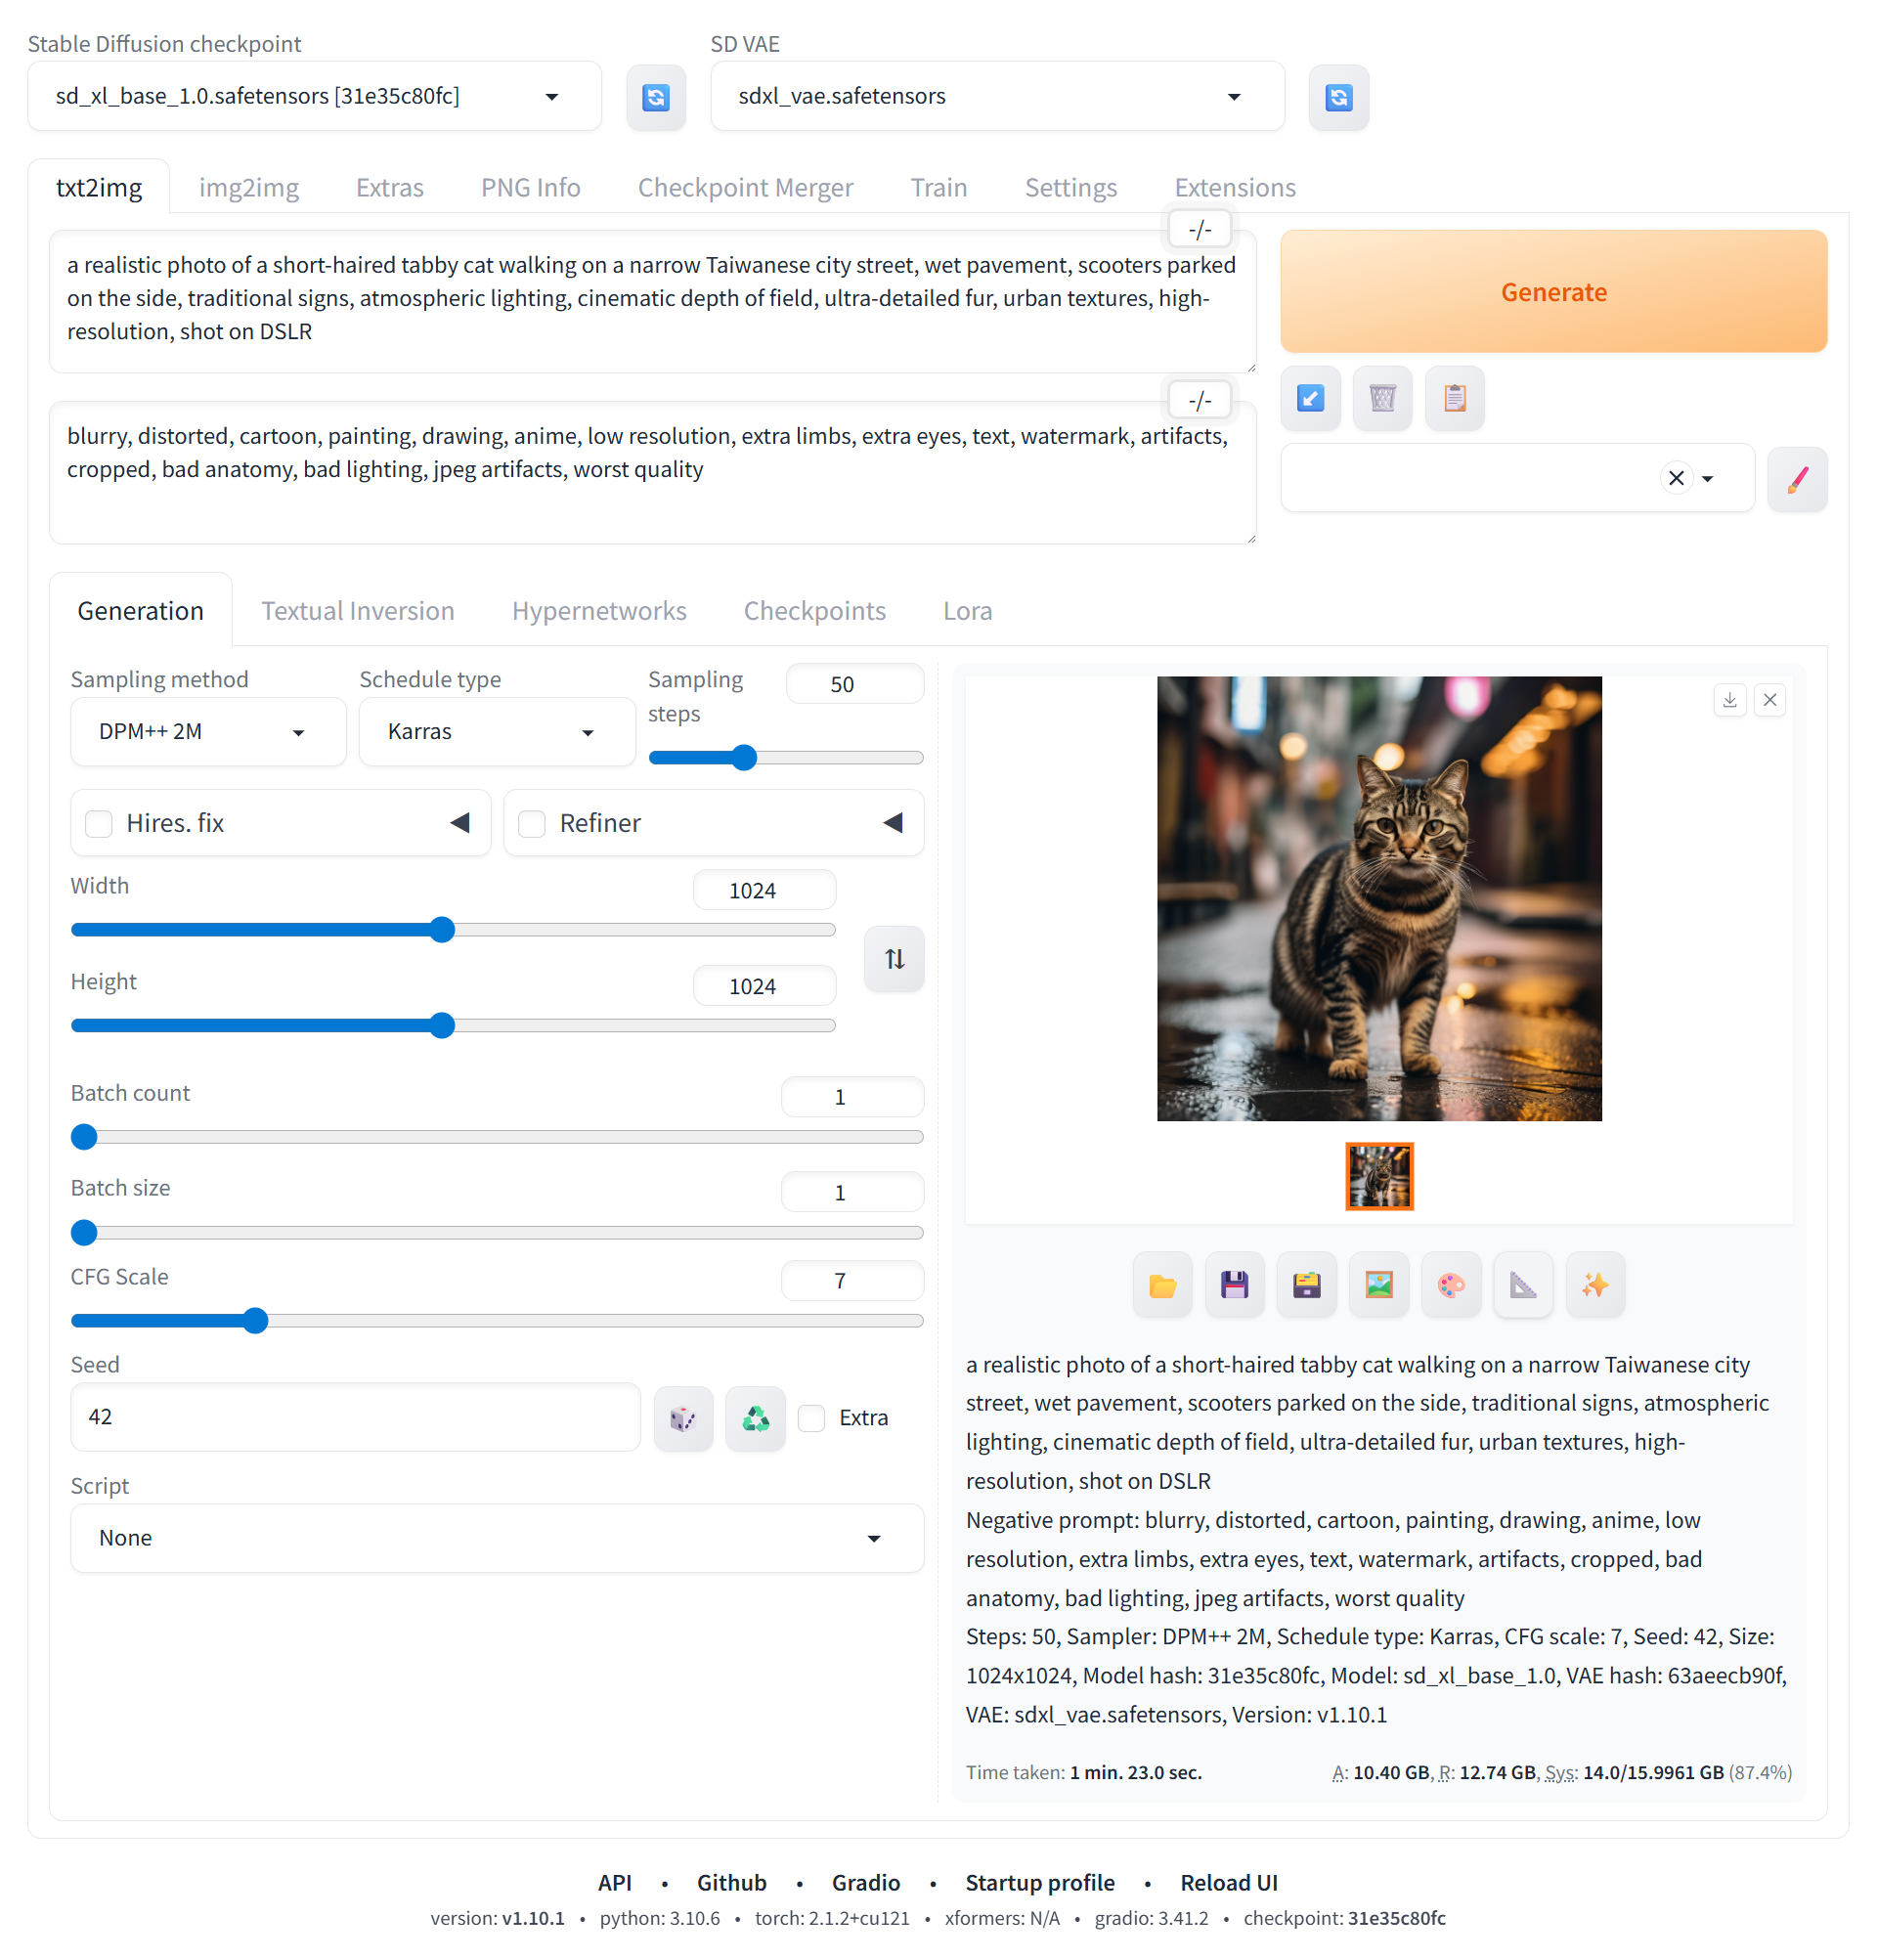 Stable Diffusion checkpoint
SD VAE
sd_xl_base_1.0.safetensors [31e35c80fc]
sdxl_vae.safetensors
txt2img
img2img
Extras
PNG Info
Checkpoint Merger
Train
Settings
Extensions
-/-
a realistic photo of a short-haired tabby cat walking on a narrow Taiwanese city street, wet pavement, scooters parked
on the side, traditional signs, atmospheric lighting, cinematic depth of field, ultra-detailed fur, urban textures, high-
resolution, shot on DSLR
Generate
-/-
blurry, distorted, cartoon, painting, drawing, anime, low resolution, extra limbs, extra eyes, text, watermark, artifacts,
cropped, bad anatomy, bad lighting, jpeg artifacts, worst quality
Generation
Textual Inversion
Hypernetworks
Checkpoints
Lora
Sampling method
DPM++ 2M
Schedule type
Karras
Sampling
steps
50
Hires. fix
Refiner
Width
1024
Height
1024
Batch count
1
Batch size
1
CFG Scale
7
Seed
42
Extra
Script
None
a realistic photo of a short-haired tabby cat walking on a narrow Taiwanese city
street, wet pavement, scooters parked on the side, traditional signs, atmospheric
lighting, cinematic depth of field, ultra-detailed fur, urban textures, high-
resolution, shot on DSLR
Negative prompt: blurry, distorted, cartoon, painting, drawing, anime, low
resolution, extra limbs, extra eyes, text, watermark, artifacts, cropped, bad
anatomy, bad lighting, jpeg artifacts, worst quality
Steps: 50, Sampler: DPM++ 2M, Schedule type: Karras, CFG scale: 7, Seed: 42, Size:
1024x1024, Model hash: 31e35c80fc, Model: sd_xl_base_1.0, VAE hash: 63aeecb90f,
VAE: sdxl_vae.safetensors, Version: v1.10.1
Time taken: 1 min. 23.0 sec.
A: 10.40 GB, R: 12.74 GB, Sys: 14.0/15.9961 GB (87.4%)
API • Github • Gradio • Startup profile • Reload UI
version: v1.10.1 • python: 3.10.6 • torch: 2.1.2+cu121 • xformers: N/A • gradio: 3.41.2 • checkpoint: 31e35c80fc